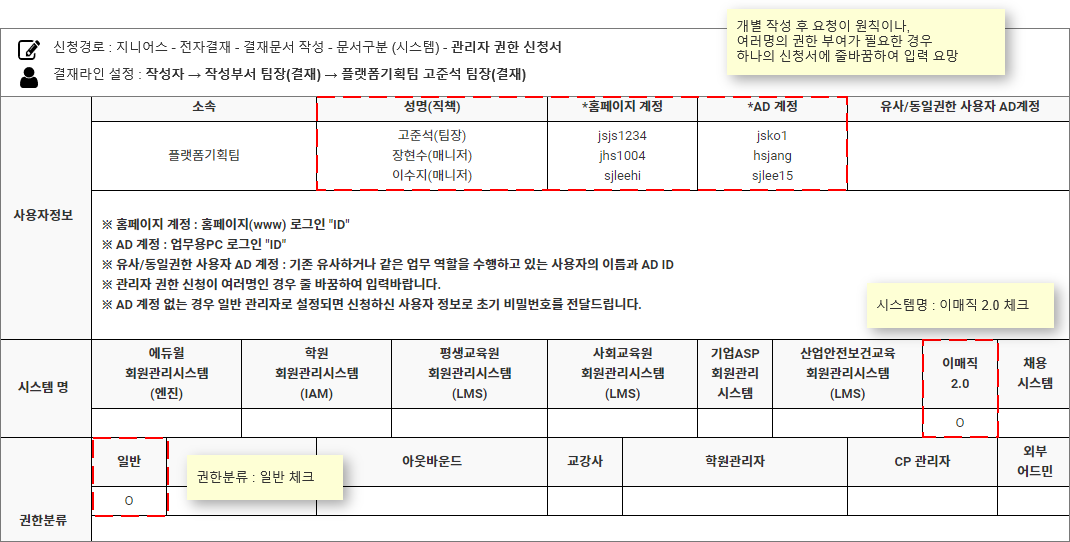 개별 작성 후 요청이 원칙이나,
여러명의 권한 부여가 필요한 경우
하나의 신청서에 줄바꿈하여 입력 요망
신청경로 : 지니어스 - 전자결재 - 결재문서 작성 - 문서구분 (시스템) - 관리자 권한 신청서
결재라인 설정 : 작성자 → 작성부서 팀장(결재) → 플랫폼기획팀 고준석 팀장(결재)
소속 성명(직책) *홈페이지 계정 *AD 계정 유사/동일권한 사용자 AD계정
사용자정보
플랫폼기획팀
고준석(팀장) jsjs1234 jsko1
장현수(매니저) jhs1004 hsjang
이수지(매니저) sjleehi sjlee15
※ 홈페이지 계정 : 홈페이지(www) 로그인 "ID"
※ AD 계정 : 업무용PC 로그인 "ID"
※ 유사/동일권한 사용자 AD 계정 : 기존 유사하거나 같은 업무 역할을 수행하고 있는 사용자의 이름과 AD ID
※ 관리자 권한 신청이 여러명인 경우 줄 바꿈하여 입력바랍니다.
※ AD 계정 없는 경우 일반 관리자로 설정되면 신청하신 사용자 정보로 초기 비밀번호를 전달드립니다.
시스템명 : 이매직 2.0 체크
시스템 명
에듀윌
회원관리시스템
(엔진)
학원
회원관리시스템
(IAM)
평생교육원
회원관리시스템
(LMS)
사회교육원
회원관리시스템
(LMS)
기업ASP
회원관리
시스템
산업안전보건교육
회원관리시스템
(LMS)
이매직
2.0
채용
시스템
O
권한분류
일반
아웃바운드
교강사
학원관리자
CP 관리자
외부
어드민
권한분류 : 일반 체크
O